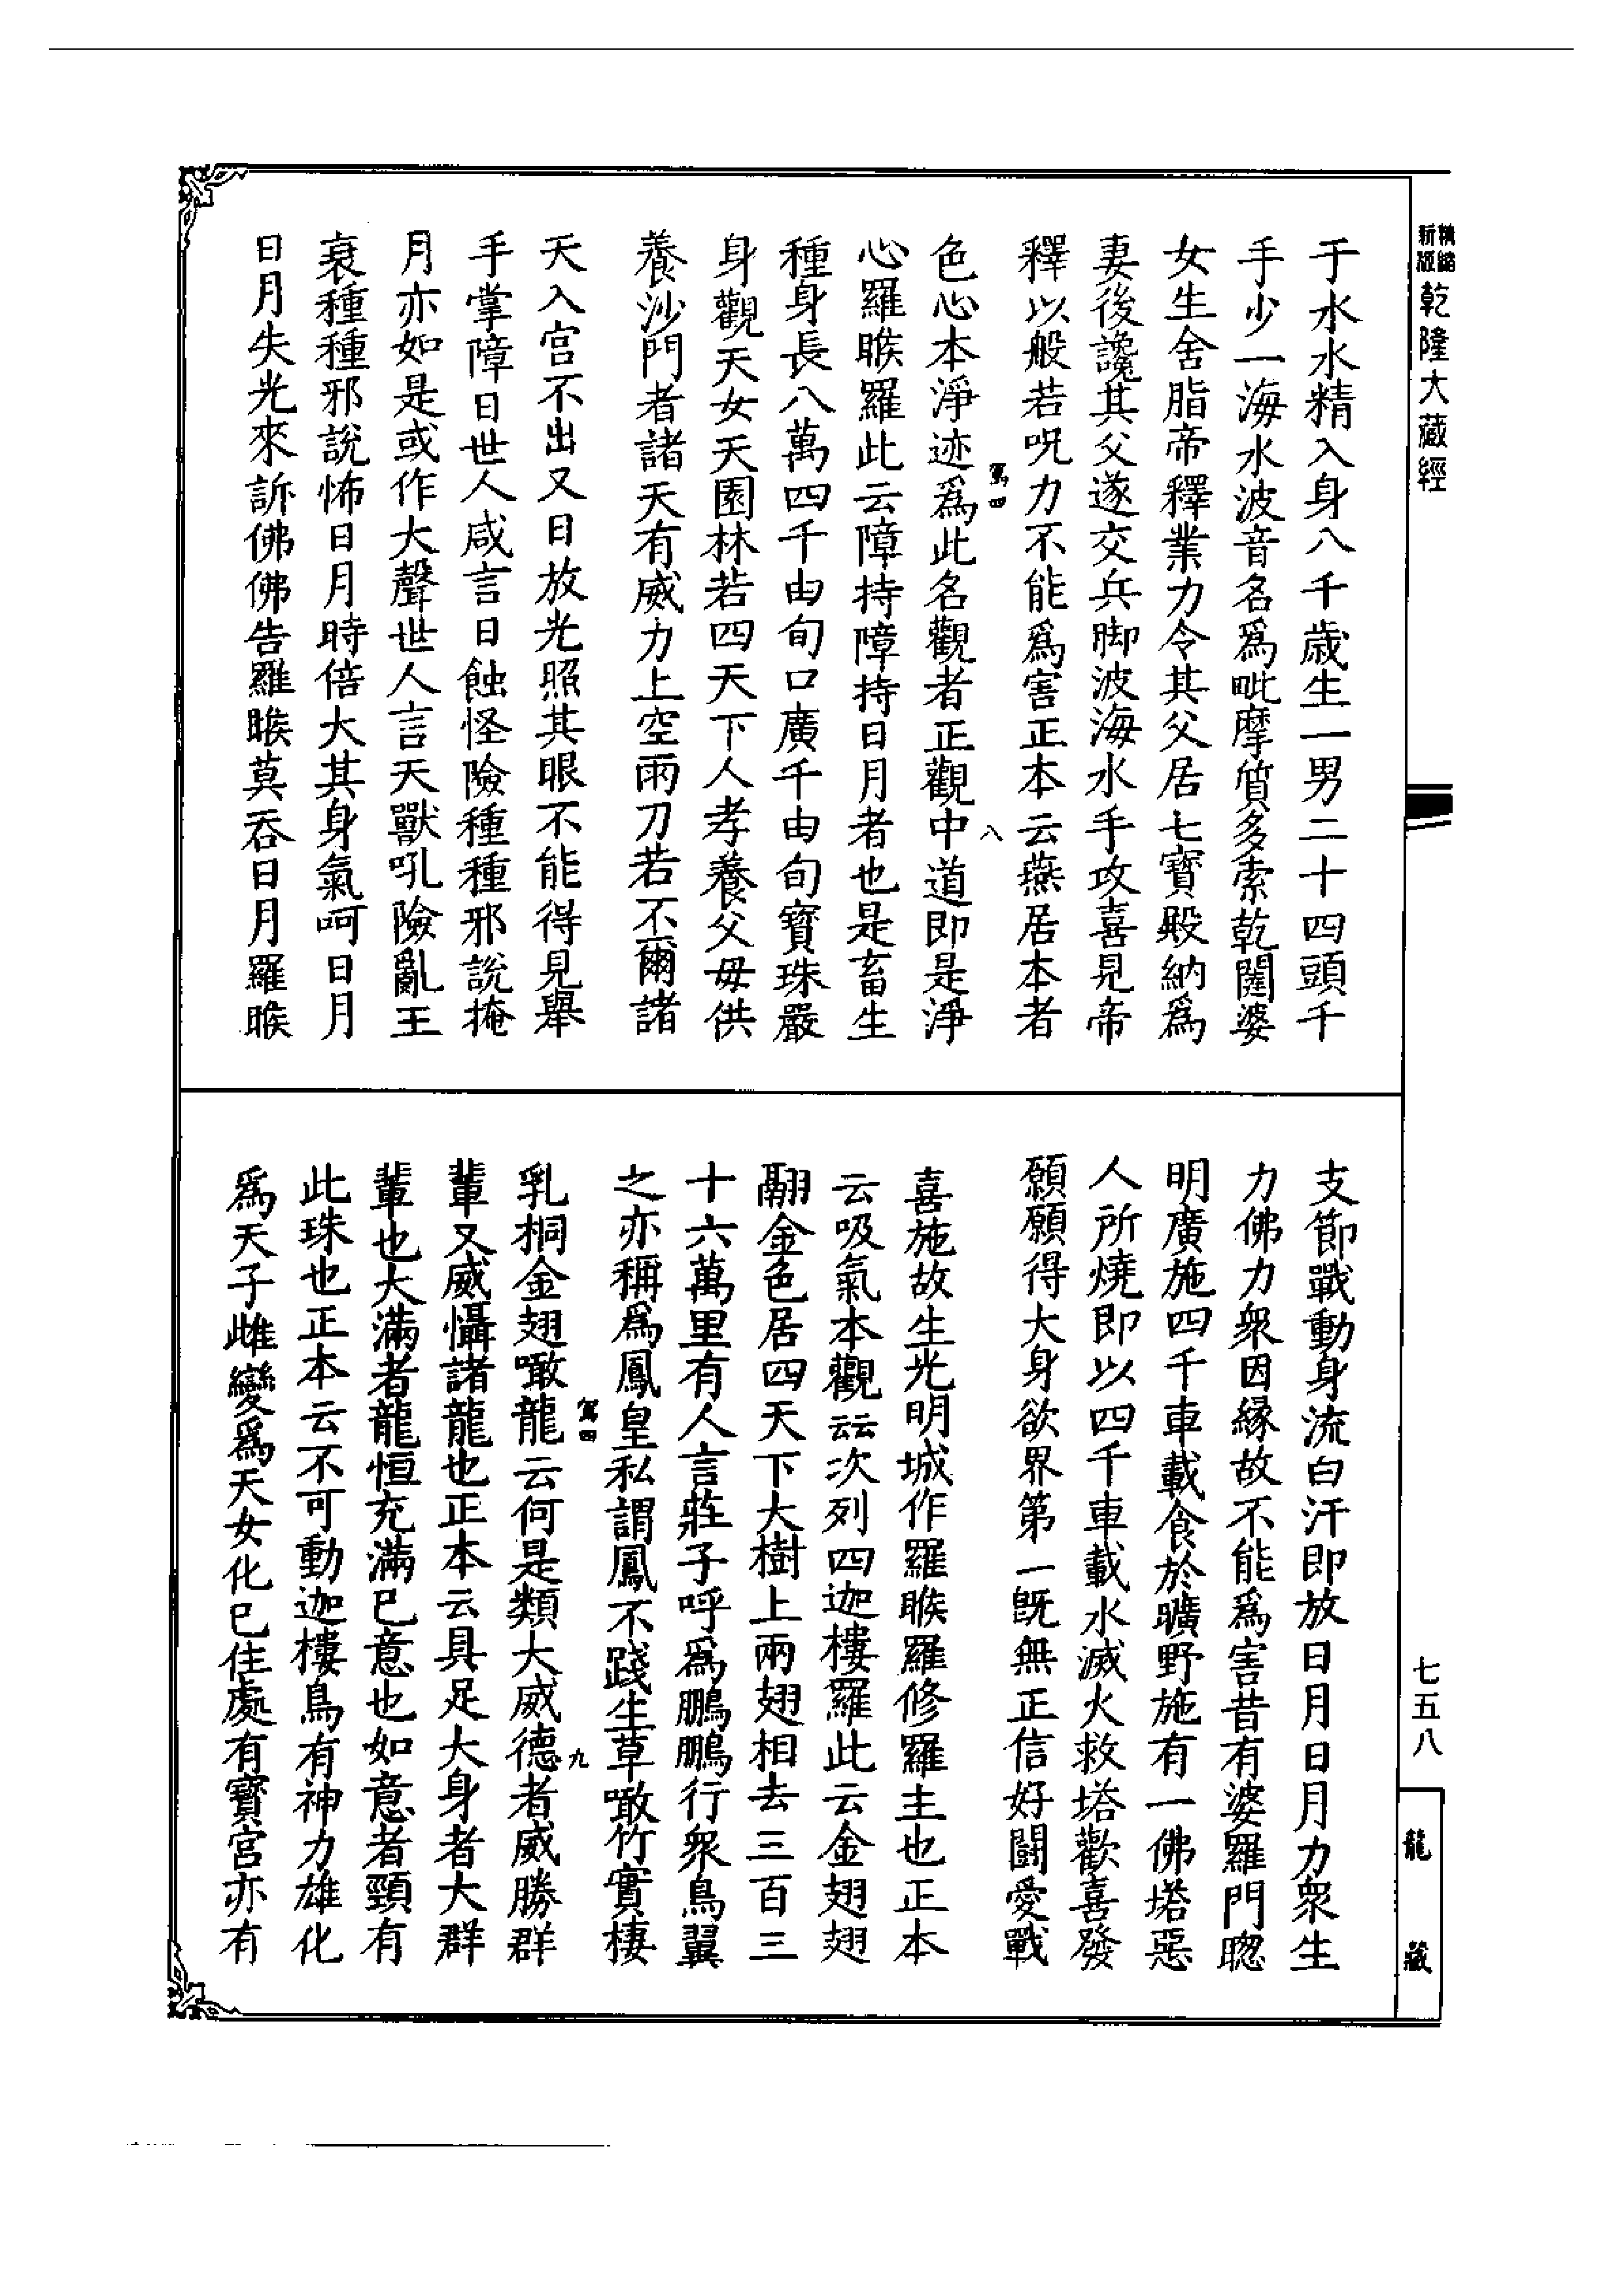 精縮新版乾隆大藏經
于水水精入身八千歲生一男二十四頭千
手少一海水波音名爲毗摩質多索乾闥婆
女生舍脂帝釋業力令其父居七寶殿納爲
妻後讒其父遂交兵脚波海水手攻喜見帝
釋以般若呪力不能爲害正本云燕居本者
駕四
八
色心本淨迹爲此名觀者正觀中道即是淨
心羅睺羅此云障持障持日月者也是畜生
種身長八萬四千由旬口廣千由旬寶珠嚴
身觀天女天園林若四天下人孝養父母供
養沙門者諸天有威力上空雨刀若不爾諸
天入宮不出又日放光照其眼不能得見舉
手掌障日世人咸言日蝕怪險種種邪說掩
月亦如是或作大聲世人言天獸吼險亂王
衰種種邪說怖日月時倍大其身氣呵日月
日月失光來訴佛佛告羅睺莫吞日月羅睺
支節戰動身流白汗即放日月日月力衆生
力佛力衆因緣故不能爲害昔有婆羅門聰
明廣施四千車載食於曠野施有一佛塔惡
人所燒即以四千車載水滅火救塔歡喜發
願願得大身欲界第一旣無正信好鬪愛戰
喜施故生光明城作羅睺羅修羅主也正本
云吸氣本觀云云次列四迦樓羅此云金翅翅
翮金色居四天下大樹上兩翅相去三百三
十六萬里有人言莊子呼爲鵬鵬行衆鳥翼
之亦稱爲鳳皇私謂鳳不踐生草噉竹實棲
駕四
九
乳桐金翅噉龍云何是類大威德者威勝群
輩又威懾諸龍也正本云具足大身者大群
輩也大滿者龍恒充滿已意也如意者頸有
此珠也正本云不可動迦樓鳥有神力雄化
爲天子雌變爲天女化已住處有寶宮亦有
七五八
龍藏